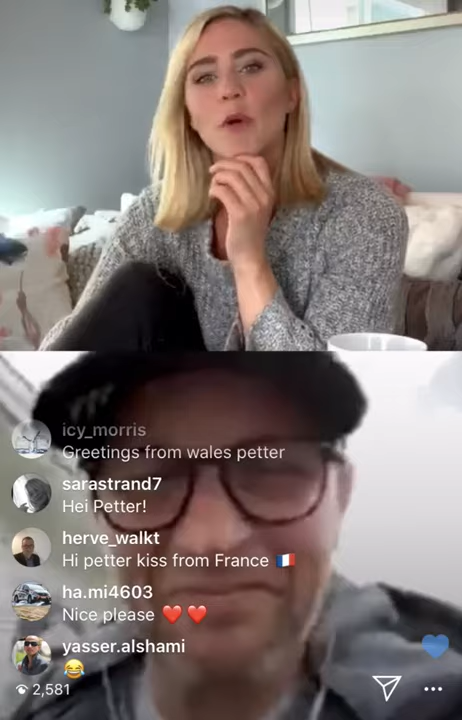 icy_morris
Greetings from wales petter
sarastrand7
Hei Petter!
herve_walkt
Hi petter kiss from France 🇫🇷
ha.mi4603
Nice please ❤️❤️
yasser.alshami
😂
2,581